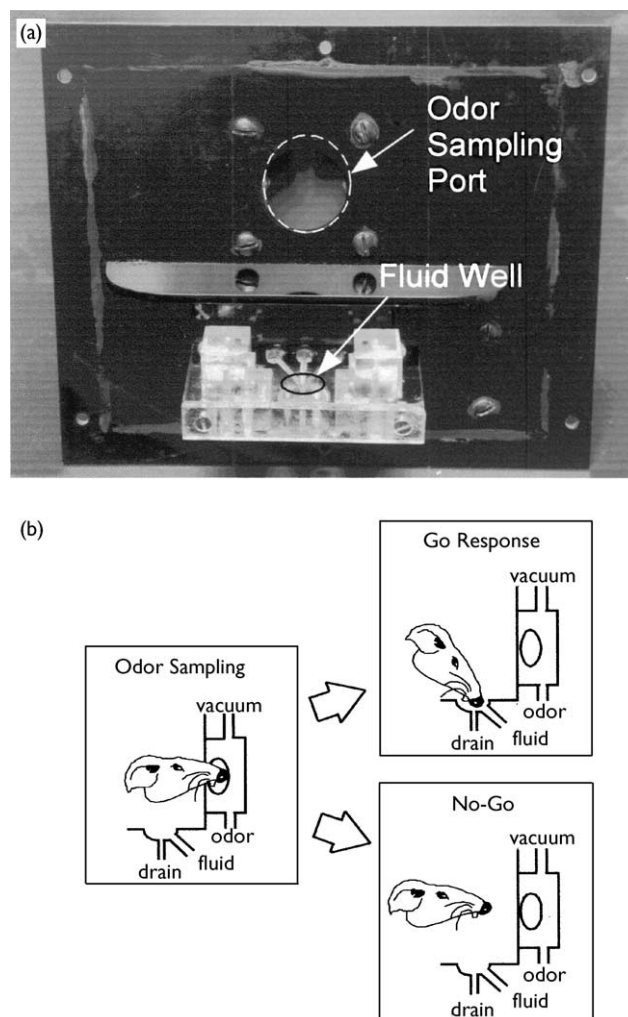 (a)
Odor
Sampling
Port
Fluid Well
(b)
Odor Sampling
vacuum
odor
fluid
drain
Go Response
vacuum
odor
fluid
drain
No-Go
vacuum
odor
fluid
drain